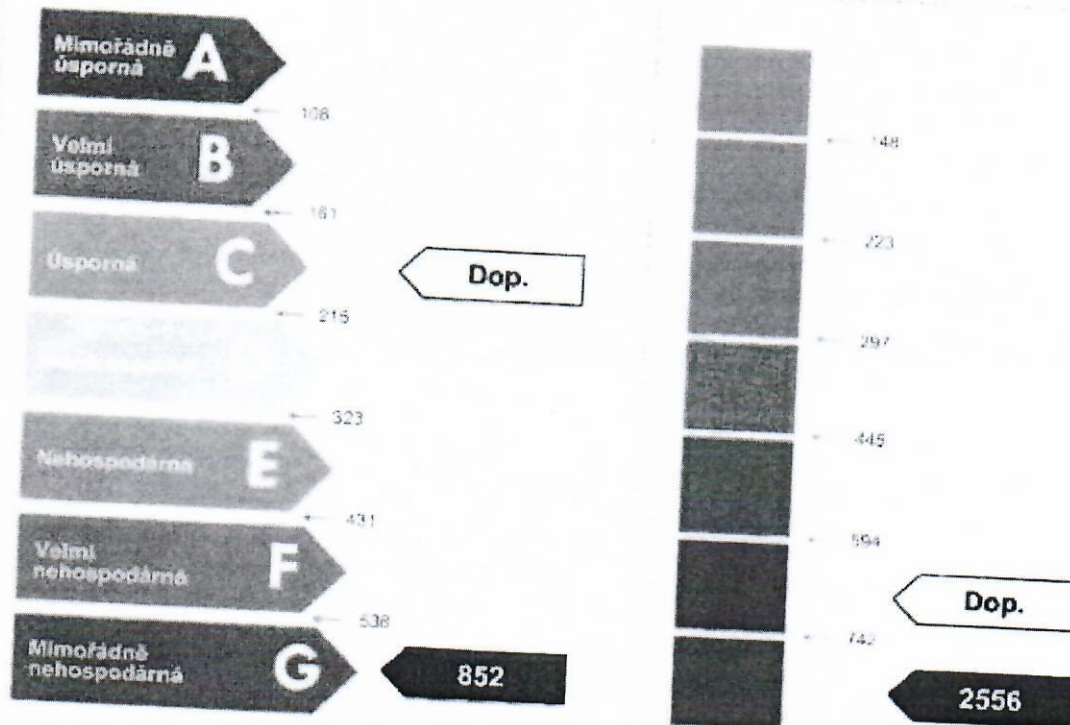 Mimořádně
úsporná
A
108
Velmi
úsporná
B
161
Úsporná
C
Dop.
215
323
Nehospodárná
E
431
Velmi
nehospodárná
F
538
Mimořádně
nehospodárná
G
852
148
223
297
445
594
Dop.
742
2556